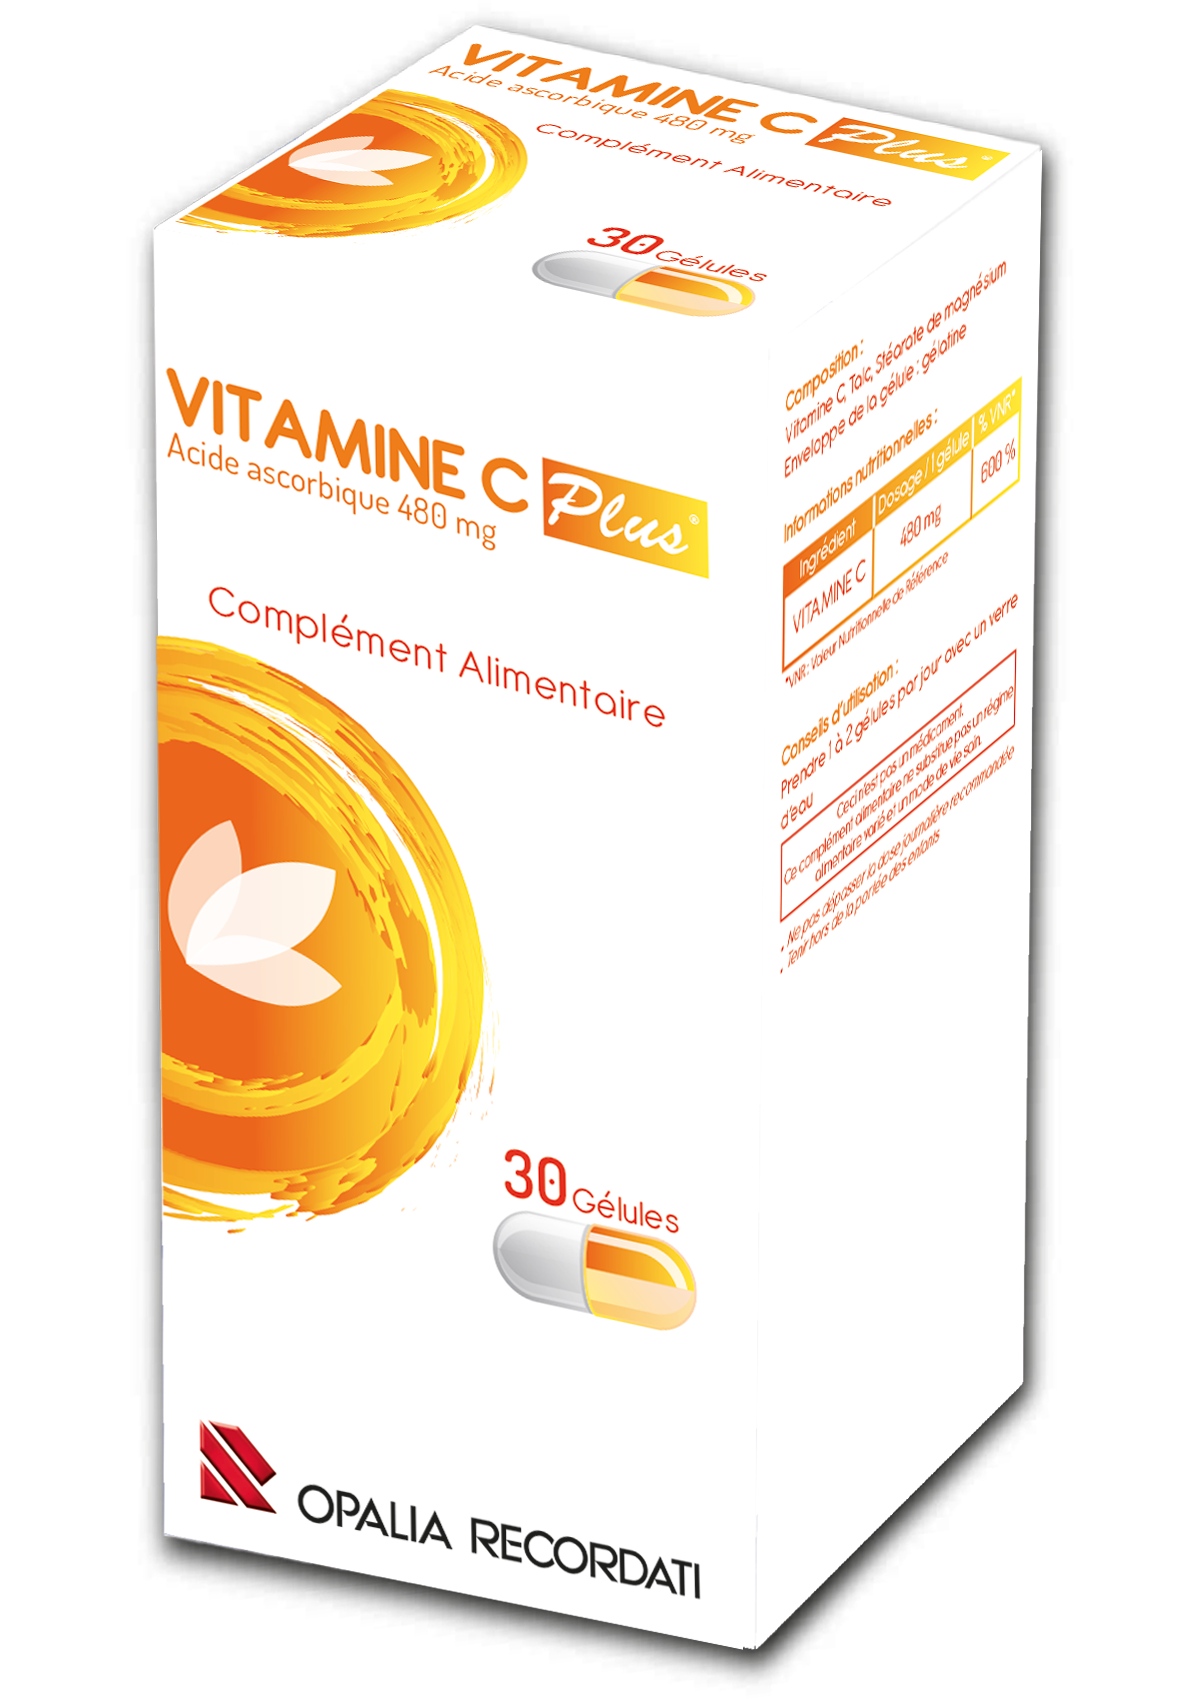 VITAMINE C Plus®
Acide ascorbique 480 mg
Complément Alimentaire
30 Gélules
VITAMINE C Plus®
Acide ascorbique 480 mg
Complément Alimentaire
30 Gélules
OPALIA RECORDATI
Composition :
Vitamine C, Talc, Stéarate de magnésium
Enveloppe de la gélule : gélatine
Informations nutritionnelles :
Ingrédient Dosage / 1 gélule % VNR*
VITAMINE C 480 mg 600 %
*VNR : Valeur Nutritionnelle de Référence
Conseils d'utilisation :
Prendre 1 à 2 gélules par jour avec un verre
d'eau
Ceci n'est pas un médicament.
Ce complément alimentaire ne substitue pas un régime
alimentaire varié et un mode de vie sain.
. Ne pas dépasser la dose journalière recommandée
. Tenir hors de la portée des enfants